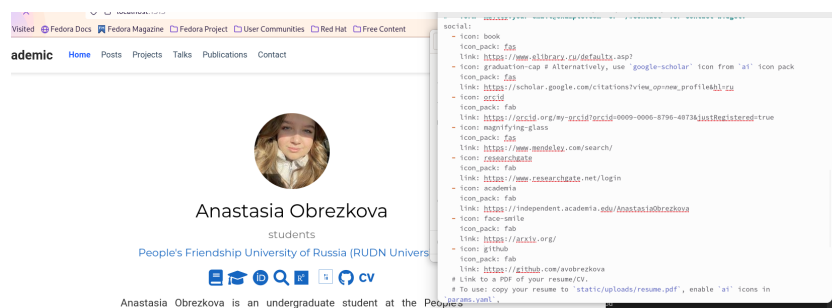 Visited Fedora Docs Fedora Magazine Fedora Project User Communities Red Hat Free Content
ademic Home Posts Projects Talks Publications Contact
Anastasia Obrezkova
students
People's Friendship University of Russia (RUDN Univers
CV
Anastasia Obrezkova is an undergraduate student at the People's
social:
- icon: book
icon_pack: fas
link: https://www.elibrary.ru/defaultx.asp?
- icon: graduation-cap # Alternatively, use `google-scholar` icon from `ai` icon pack
icon_pack: fas
link: https://scholar.google.com/citations?view_op=new_profile&hl=ru
- icon: orcid
icon_pack: fab
link: https://orcid.org/my-orcid?orcid=0009-0006-8796-4073&justRegistered=true
- icon: magnifying-glass
icon_pack: fas
link: https://www.mendeley.com/search/
- icon: researchgate
icon_pack: fab
link: https://www.researchgate.net/login
- icon: academia
icon_pack: fab
link: https://independent.academia.edu/AnastasiaObrezkova
- icon: face-smile
icon_pack: fab
link: https://arxiv.org/
- icon: github
icon_pack: fab
link: https://github.com/avobrezkova
# Link to a PDF of your resume/CV.
# To use: copy your resume to `static/uploads/resume.pdf`, enable `ai` icons in
`params.yaml`,